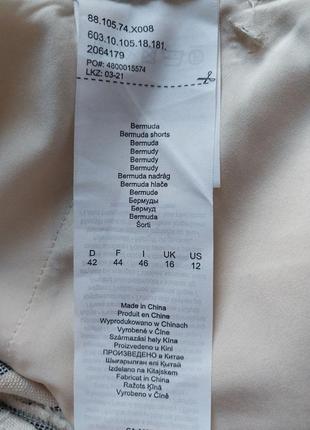 88.105.74.X008
603.10.105.18.181.
2064179
PO#: 4800015574
LKZ: 03-21
Bermuda
Bermuda shorts
Bermuda
Bermudy
Bermudy
Bermudy
Bermuda nadrág
Bermuda hlače
Bermude
Бермуды
Бермуд
Bermuda
Šorti
D F I UK US
42 44 46 16 12
Made in China
Produit en Chine
Wyprodukowano w Chinach
Vyrobené v Číne
Származási hely Kína
Proizvedeno u Kini
ПРОИЗВЕДЕНО в Китае
Шығарылған елі Қытай
Izdelano na Kitajskem
Fabricat in China
Ražots Ķīnā
Vyrobeno v Číně